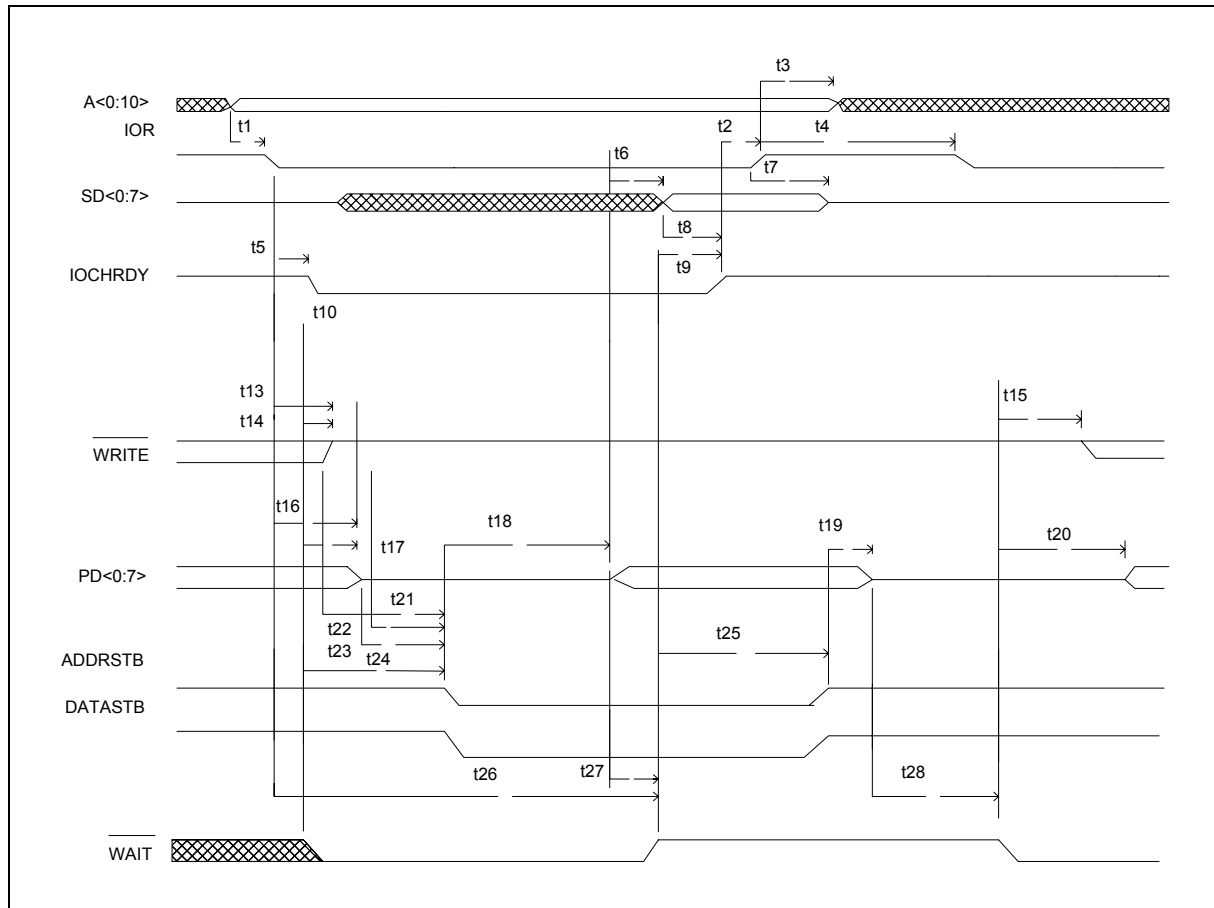 t3
A<0:10>
t1
t2
t4
IOR
t6
t7
SD<0:7>
t8
t5
t9
IOCHRDY
t10
t13
t15
t14
WRITE
t16
t18
t19
t20
t17
PD<0:7>
t21
t22
t23
t25
t24
ADDRSTB
DATASTB
t26
t27
t28
WAIT